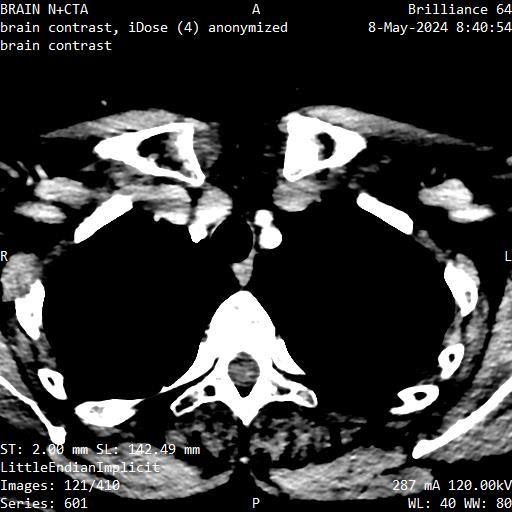 BRAIN N+CTA
A
Brilliance 64
brain contrast, iDose (4) anonymized
8-May-2024 8:40:54
brain contrast
R
L
ST: 2.00 mm SL: 142.49 mm
LittleEndianImplicit
Images: 121/410
287 mA 120.00kV
Series: 601
P
WL: 40 WW: 80